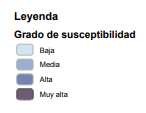 Leyenda
Grado de susceptibilidad
Baja
Media
Alta
Muy alta